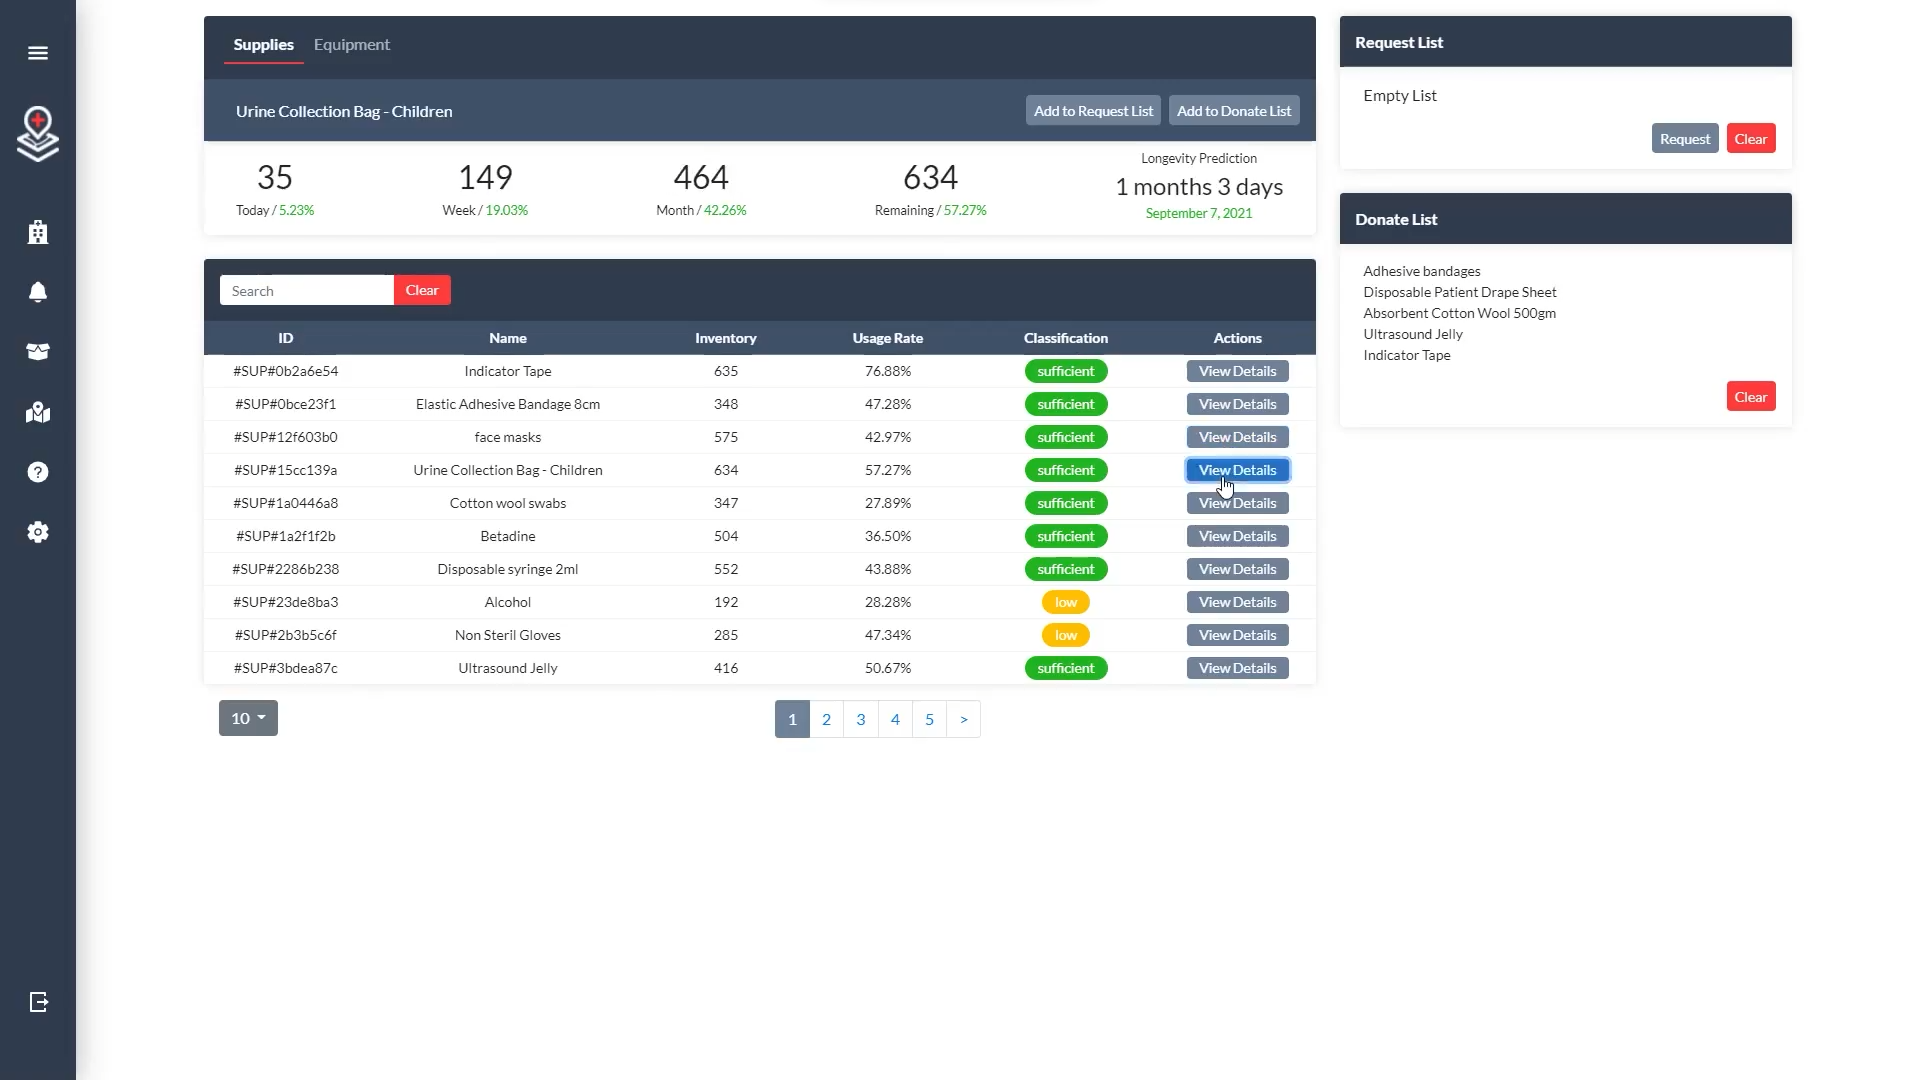 Supplies Equipment
Urine Collection Bag - Children Add to Request List Add to Donate List
35 149 464 634 Longevity Prediction
1 months 3 days
Today / 5.23% Week / 19.03% Month / 42.26% Remaining / 57.27% September 7, 2021
Search Clear
ID Name Inventory Usage Rate Classification Actions
#SUP#0b2a6e54 Indicator Tape 635 76.88% sufficient View Details
#SUP#0bce23f1 Elastic Adhesive Bandage 8cm 348 47.28% sufficient View Details
#SUP#12f603b0 face masks 575 42.97% sufficient View Details
#SUP#15cc139a Urine Collection Bag - Children 634 57.27% sufficient View Details
#SUP#1a0446a8 Cotton wool swabs 347 27.89% sufficient View Details
#SUP#1a2f1f2b Betadine 504 36.50% sufficient View Details
#SUP#2286b238 Disposable syringe 2ml 552 43.88% sufficient View Details
#SUP#23de8ba3 Alcohol 192 28.28% low View Details
#SUP#2b3b5c6f Non Steril Gloves 285 47.34% low View Details
#SUP#3bdea87c Ultrasound Jelly 416 50.67% sufficient View Details
10 1 2 3 4 5 >
Request List
Empty List
Request Clear
Donate List
Adhesive bandages
Disposable Patient Drape Sheet
Absorbent Cotton Wool 500gm
Ultrasound Jelly
Indicator Tape
Clear